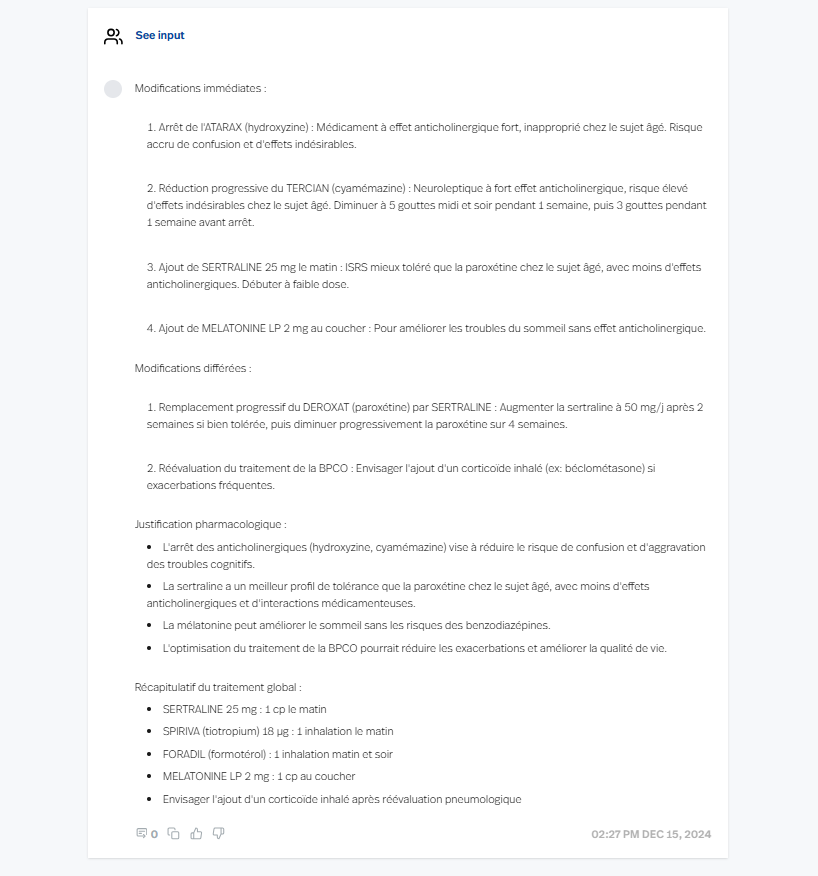 See input
Modifications immédiates :
1. Arrêt de l'ATARAX (hydroxyzine) : Médicament à effet anticholinergique fort, inapproprié chez le sujet âgé. Risque
accru de confusion et d'effets indésirables.
2. Réduction progressive du TERCIAN (cyamémazine) : Neuroleptique à fort effet anticholinergique, risque élevé
d'effets indésirables chez le sujet âgé. Diminuer à 5 gouttes midi et soir pendant 1 semaine, puis 3 gouttes pendant
1 semaine avant arrêt.
3. Ajout de SERTRALINE 25 mg le matin : ISRS mieux toléré que la paroxétine chez le sujet âgé, avec moins d'effets
anticholinergiques. Débuter à faible dose.
4. Ajout de MELATONINE LP 2 mg au coucher : Pour améliorer les troubles du sommeil sans effet anticholinergique.
Modifications différées :
1. Remplacement progressif du DEROXAT (paroxétine) par SERTRALINE : Augmenter la sertraline à 50 mg/j après 2
semaines si bien tolérée, puis diminuer progressivement la paroxétine sur 4 semaines.
2. Réévaluation du traitement de la BPCO : Envisager l'ajout d'un corticoïde inhalé (ex: béclométasone) si
exacerbations fréquentes.
Justification pharmacologique :
• L'arrêt des anticholinergiques (hydroxyzine, cyamémazine) vise à réduire le risque de confusion et d'aggravation
des troubles cognitifs.
• La sertraline a un meilleur profil de tolérance que la paroxétine chez le sujet âgé, avec moins d'effets
anticholinergiques et d'interactions médicamenteuses.
• La mélatonine peut améliorer le sommeil sans les risques des benzodiazépines.
• L'optimisation du traitement de la BPCO pourrait réduire les exacerbations et améliorer la qualité de vie.
Récapitulatif du traitement global :
• SERTRALINE 25 mg : 1 cp le matin
• SPIRIVA (tiotropium) 18 µg : 1 inhalation le matin
• FORADIL (formotérol) : 1 inhalation matin et soir
• MELATONINE LP 2 mg : 1 cp au coucher
• Envisager l'ajout d'un corticoïde inhalé après réévaluation pneumologique
0
02:27 PM DEC 15, 2024